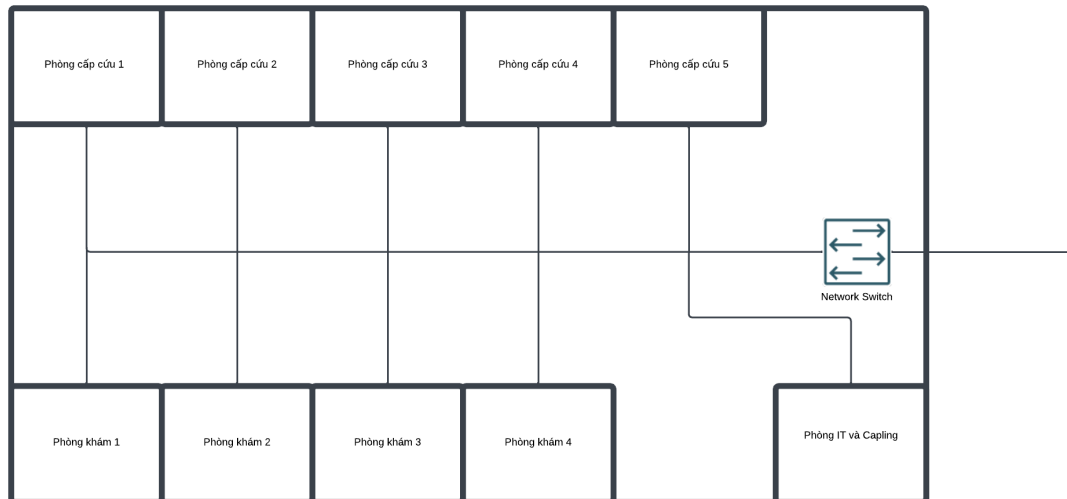 Phòng cấp cứu 1
Phòng cấp cứu 2
Phòng cấp cứu 3
Phòng cấp cứu 4
Phòng cấp cứu 5
Network Switch
Phòng khám 1
Phòng khám 2
Phòng khám 3
Phòng khám 4
Phòng IT và Capling